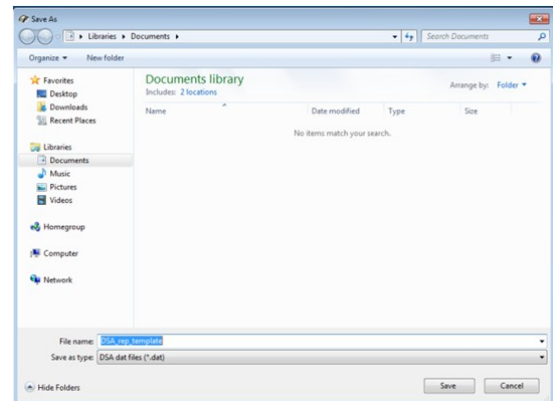 Save As
Libraries ▸ Documents ▸
Search Documents
Organize ▾ New folder
Favorites
Desktop
Downloads
Recent Places
Libraries
Documents
Music
Pictures
Videos
Homegroup
Computer
Network
Documents library
Includes: 2 locations
Arrange by: Folder ▾
Name Date modified Type Size
No items match your search.
File name: DSA_rep_template
Save as type: DSA dat files (*.dat)
Hide Folders
Save Cancel